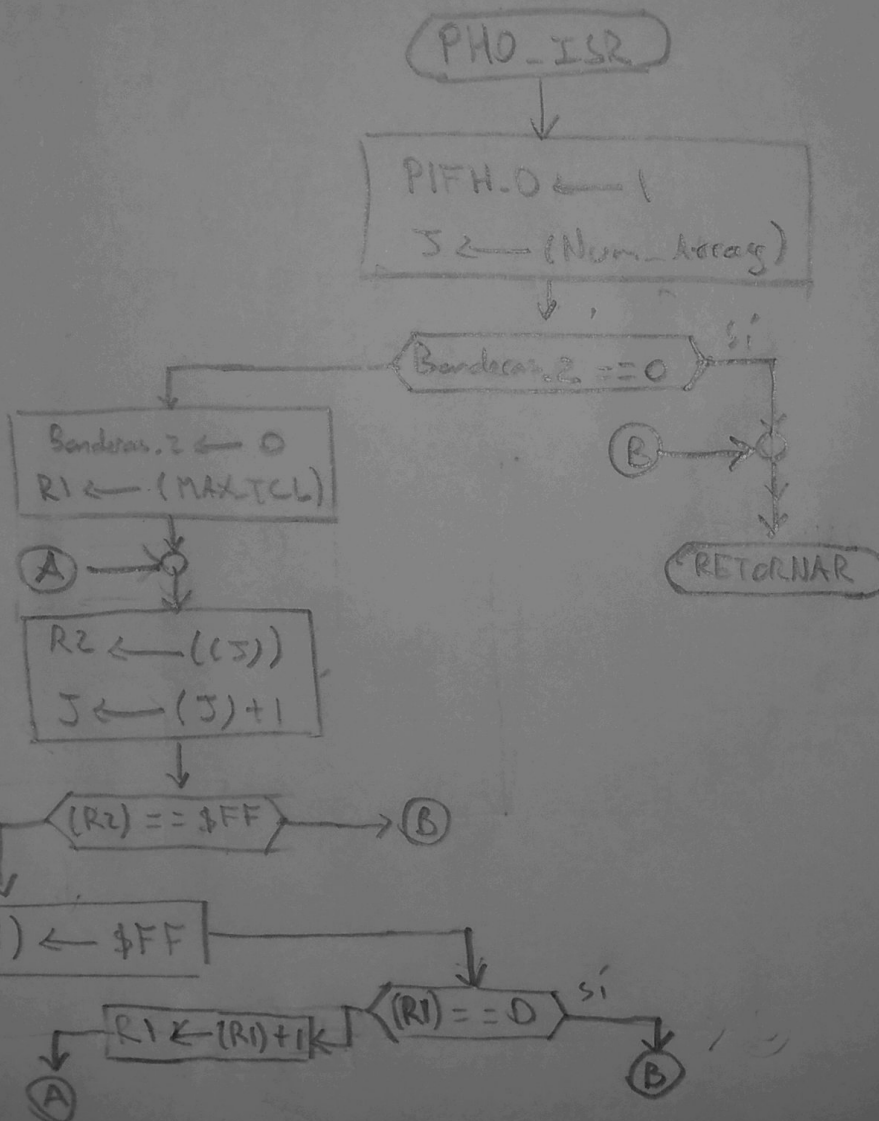 PH0_ISR
PIFH.0 ← 1
J ← (Num_Array)
Banderas.2 == 0
sí
Banderas.2 ← 0
R1 ← (MAX_TCL)
B
RETORNAR
A
R2 ← ((J))
J ← (J)+1
(R2) == $FF
B
) ← $FF
(R1) == 0
sí
R1 ← (R1)+1
A
B